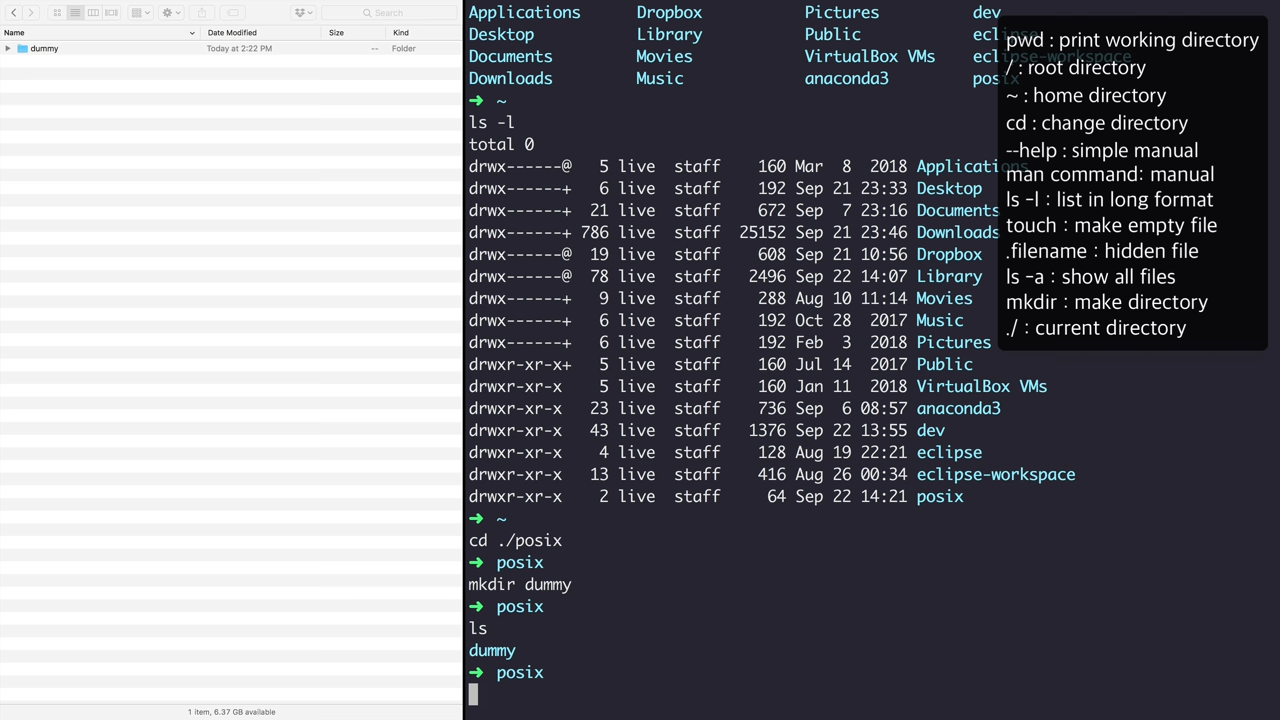 Search
Name Date Modified Size Kind
dummy Today at 2:22 PM -- Folder
1 item, 6.37 GB available
Applications Dropbox Pictures dev
Desktop Library Public
Documents Movies VirtualBox VMs eclipse-workspace
Downloads Music anaconda3 posix
➜ ~
ls -l
total 0
drwx------@ 5 live staff 160 Mar 8 2018 Applications
drwx------+ 6 live staff 192 Sep 21 23:33 Desktop
drwx------+ 21 live staff 672 Sep 7 23:16 Documents
drwx------+ 786 live staff 25152 Sep 21 23:46 Downloads
drwx------@ 19 live staff 608 Sep 21 10:56 Dropbox
drwx------@ 78 live staff 2496 Sep 22 14:07 Library
drwx------+ 9 live staff 288 Aug 10 11:14 Movies
drwx------+ 6 live staff 192 Oct 28 2017 Music
drwx------+ 6 live staff 192 Feb 3 2018 Pictures
drwxr-xr-x+ 5 live staff 160 Jul 14 2017 Public
drwxr-xr-x 5 live staff 160 Jan 11 2018 VirtualBox VMs
drwxr-xr-x 23 live staff 736 Sep 6 08:57 anaconda3
drwxr-xr-x 43 live staff 1376 Sep 22 13:55 dev
drwxr-xr-x 4 live staff 128 Aug 19 22:21 eclipse
drwxr-xr-x 13 live staff 416 Aug 26 00:34 eclipse-workspace
drwxr-xr-x 2 live staff 64 Sep 22 14:21 posix
➜ ~
cd ./posix
➜ posix
mkdir dummy
➜ posix
ls
dummy
➜ posix
pwd : print working directory
/ : root directory
~ : home directory
cd : change directory
--help : simple manual
man command: manual
ls -l : list in long format
touch : make empty file
.filename : hidden file
ls -a : show all files
mkdir : make directory
./ : current directory